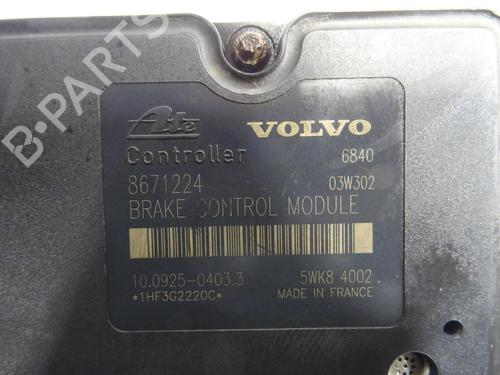 B-PARTS
Ate VOLVO
Controller 6840
8671224 03W302
BRAKE CONTROL MODULE
10.0925-0403.3 5WK8 4002
*1HF3G2220C* MADE IN FRANCE